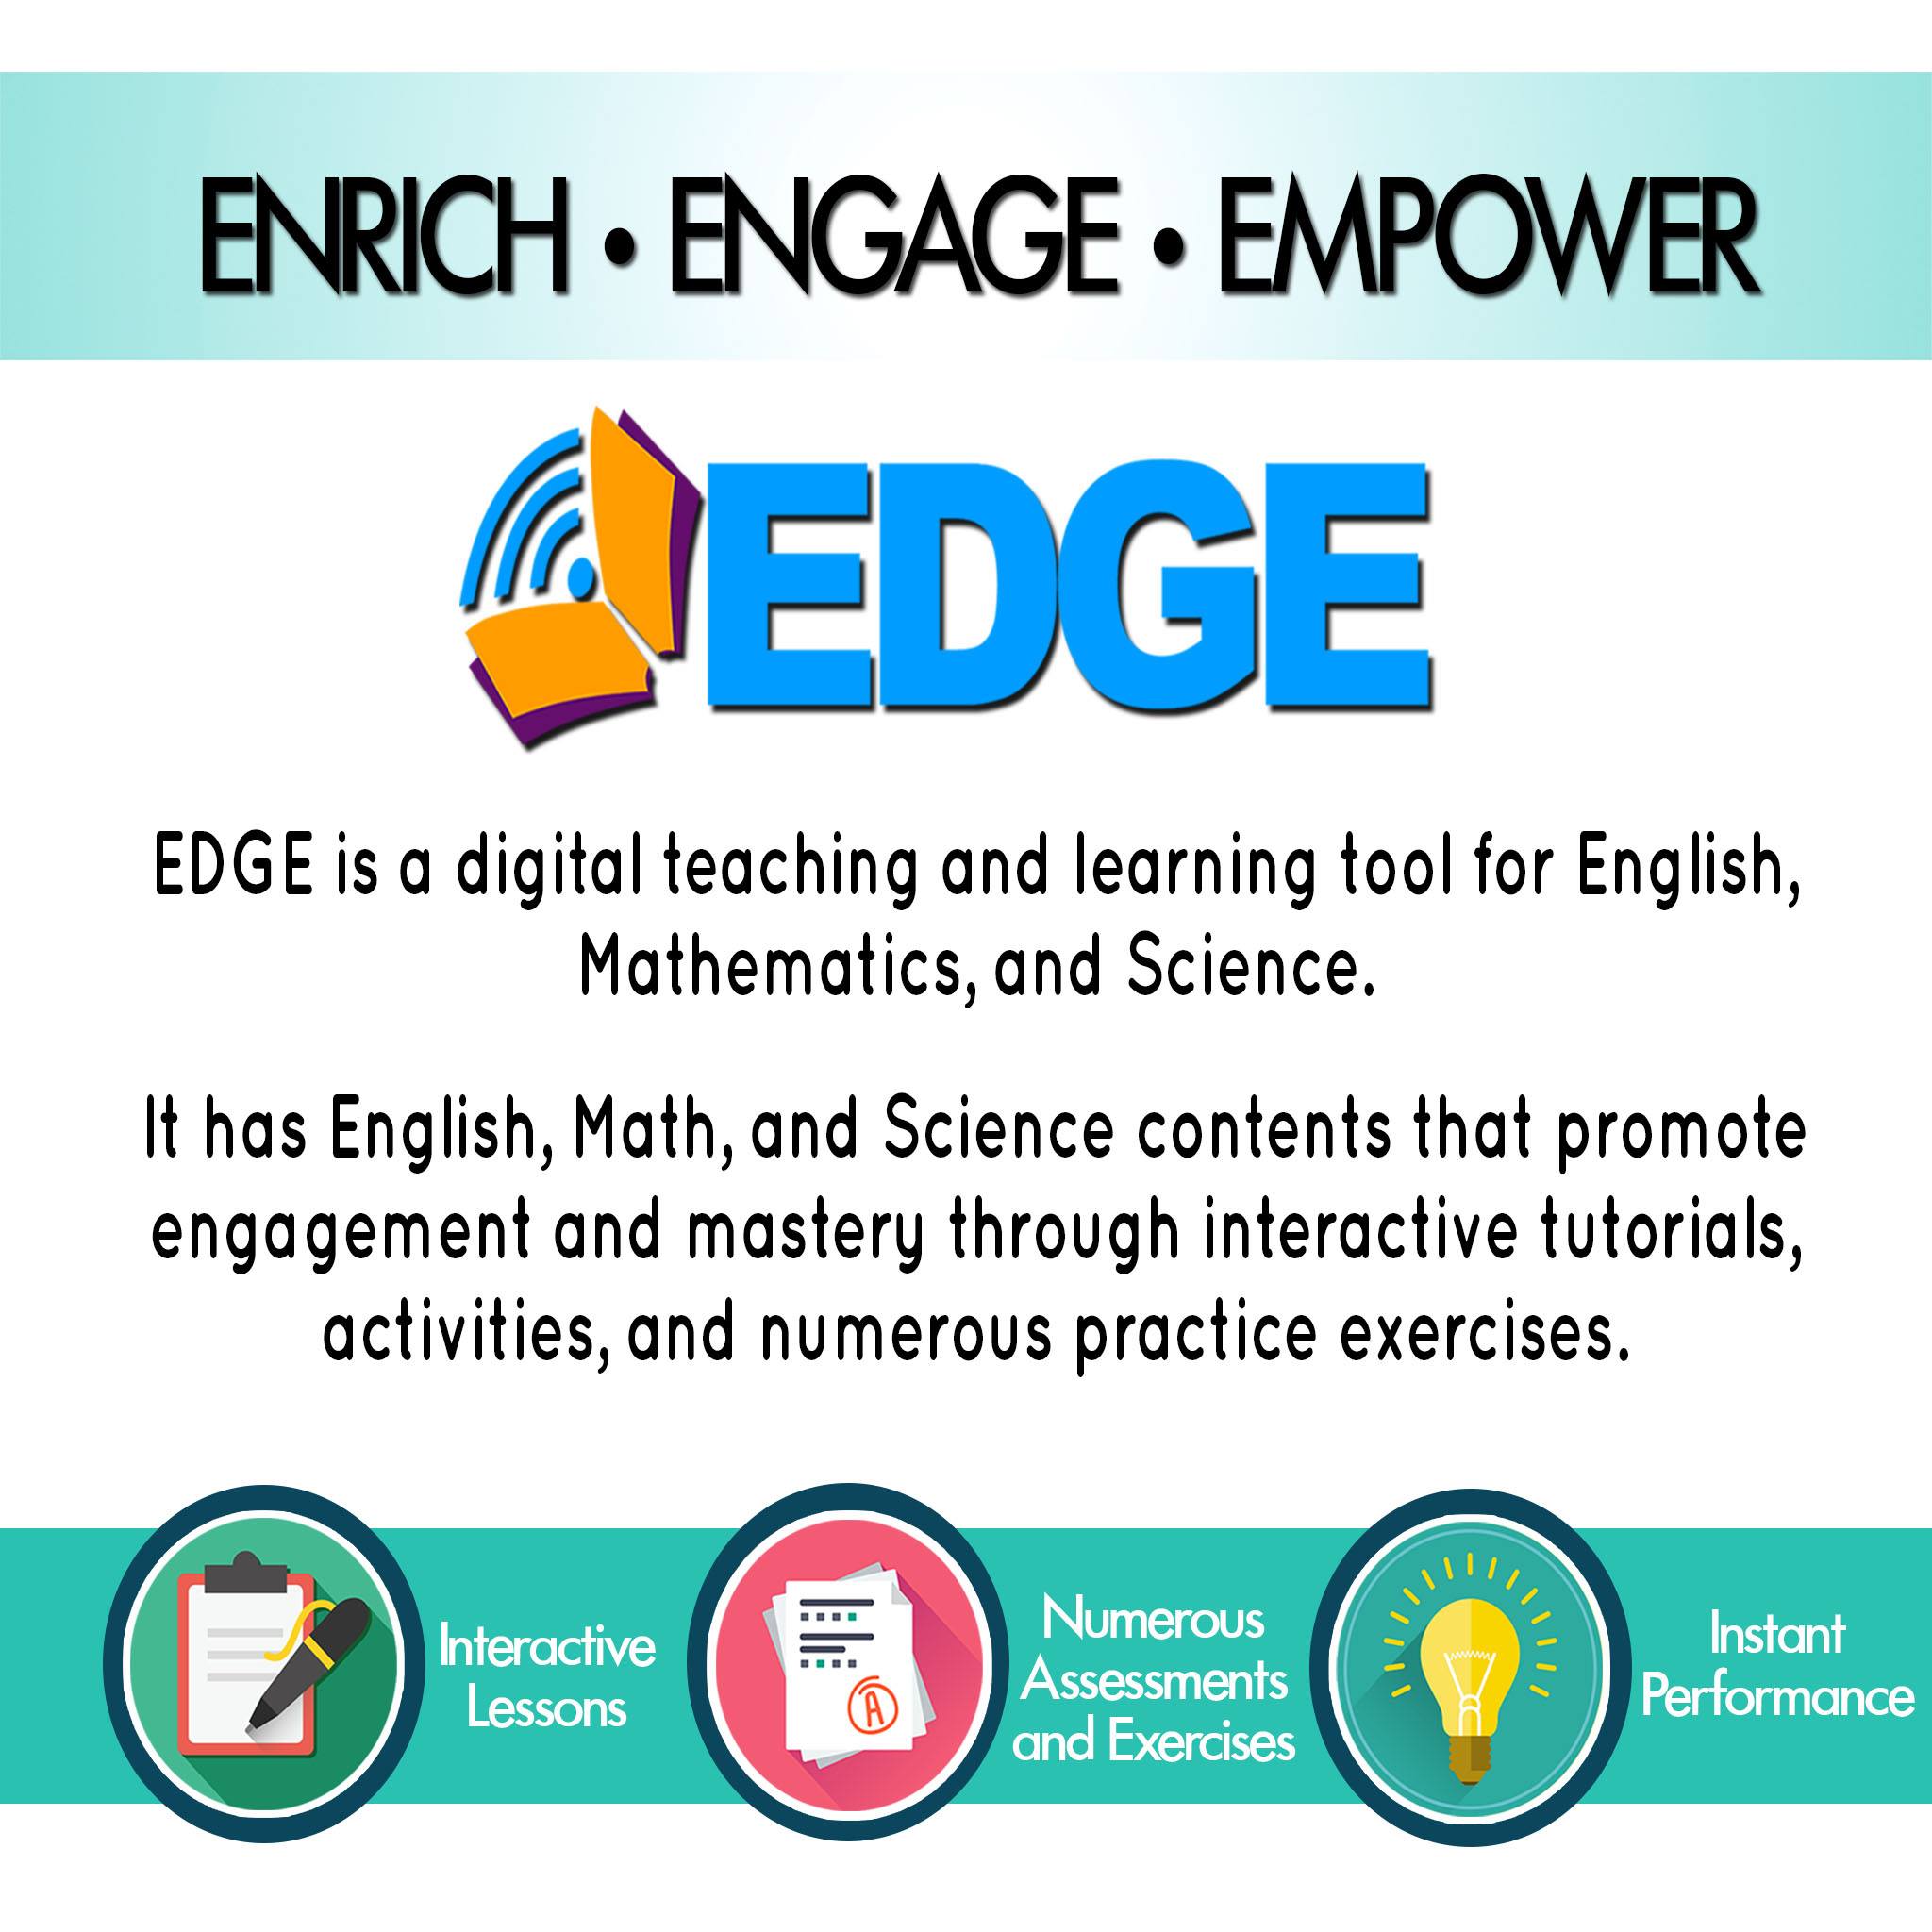 ENRICH • ENGAGE • EMPOWER
EDGE
EDGE is a digital teaching and learning tool for English,
Mathematics, and Science.
It has English, Math, and Science contents that promote
engagement and mastery through interactive tutorials,
activities, and numerous practice exercises.
Interactive
Lessons
A
Numerous
Assessments
and Exercises
Instant
Performance